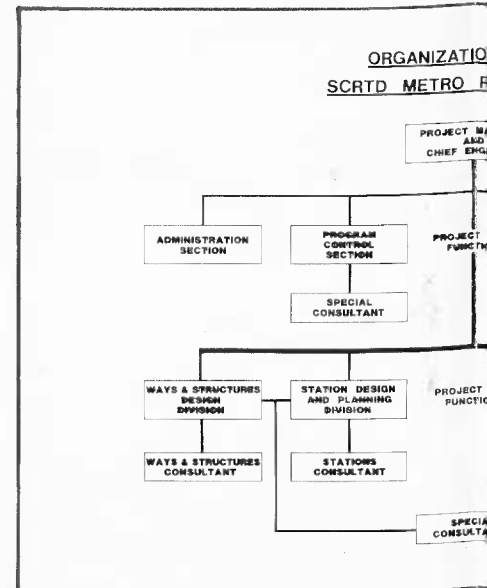 ORGANIZATIO
SCRTD METRO R
PROJECT MA
AND
CHIEF ENG
ADMINISTRATION
SECTION
PROGRAM
CONTROL
SECTION
PROJECT
FUNCTI
SPECIAL
CONSULTANT
WAYS & STRUCTURES
DESIGN
DIVISION
STATION DESIGN
AND PLANNING
DIVISION
PROJECT
FUNCTIO
WAYS & STRUCTURES
CONSULTANT
STATIONS
CONSULTANT
SPECIA
CONSULTA